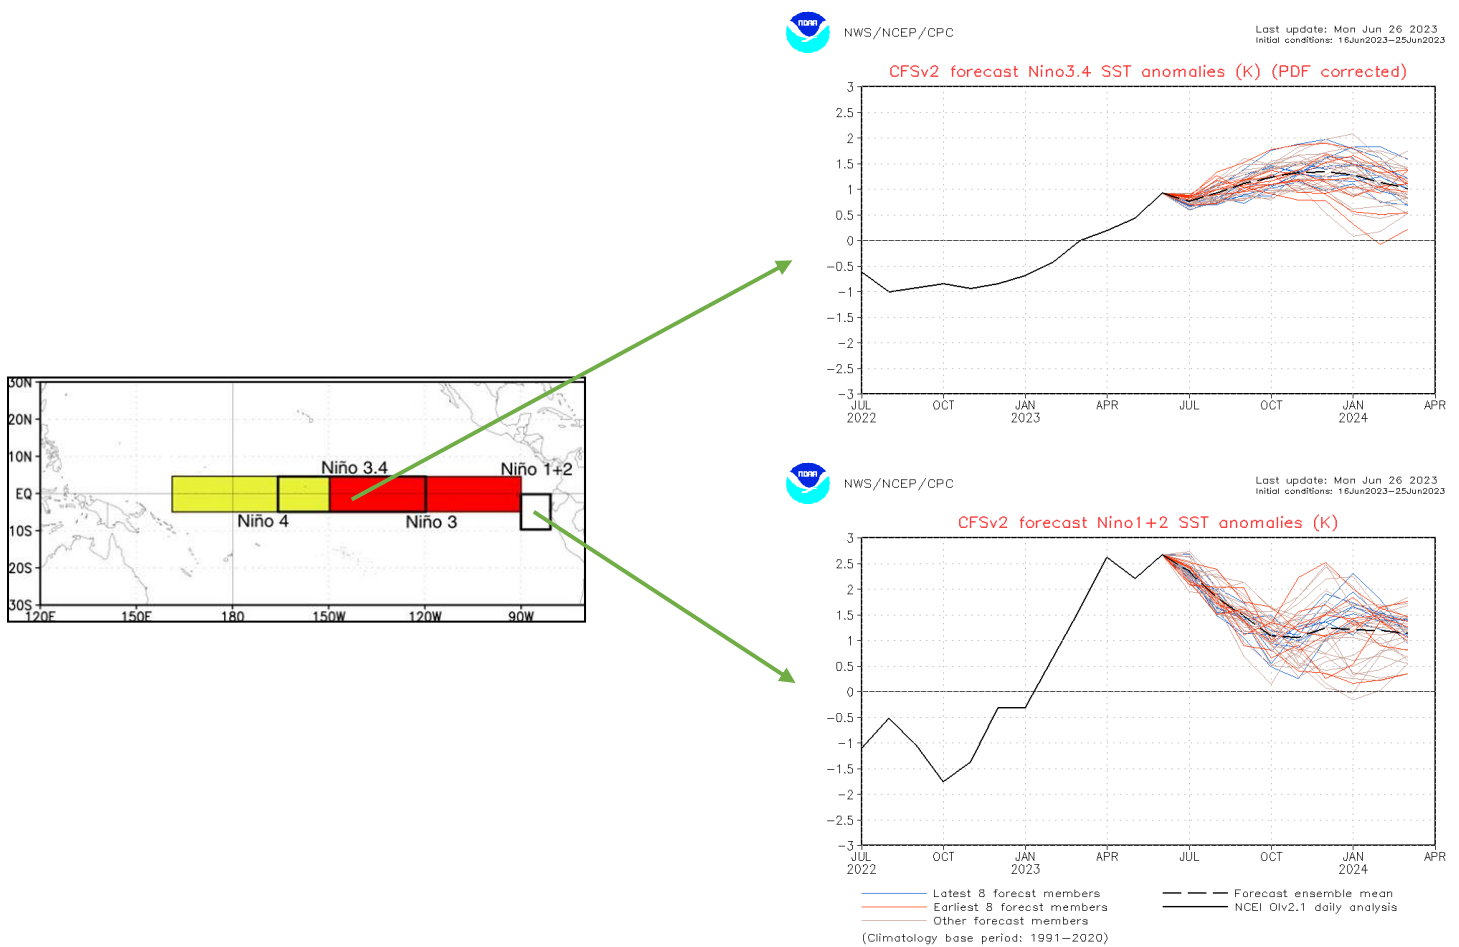 30N
20N
10N
EQ
10S
20S
30S
120E 150E 180 150W 120W 90W
Niño 3.4
Niño 1+2
Niño 4
Niño 3
NOAA
NWS/NCEP/CPC
Last update: Mon Jun 26 2023
Initial conditions: 16Jun2023–25Jun2023
CFSv2 forecast Nino3.4 SST anomalies (K) (PDF corrected)
3
2.5
2
1.5
1
0.5
0
−0.5
−1
−1.5
−2
−2.5
−3
JUL OCT JAN APR JUL OCT JAN APR
2022 2023 2024
NOAA
NWS/NCEP/CPC
Last update: Mon Jun 26 2023
Initial conditions: 16Jun2023–25Jun2023
CFSv2 forecast Nino1+2 SST anomalies (K)
3
2.5
2
1.5
1
0.5
0
−0.5
−1
−1.5
−2
−2.5
−3
JUL OCT JAN APR JUL OCT JAN APR
2022 2023 2024
Latest 8 forecst members
Earliest 8 forecst members
Other forecast members
Forecast ensemble mean
NCEI OIv2.1 daily analysis
(Climatology base period: 1991–2020)